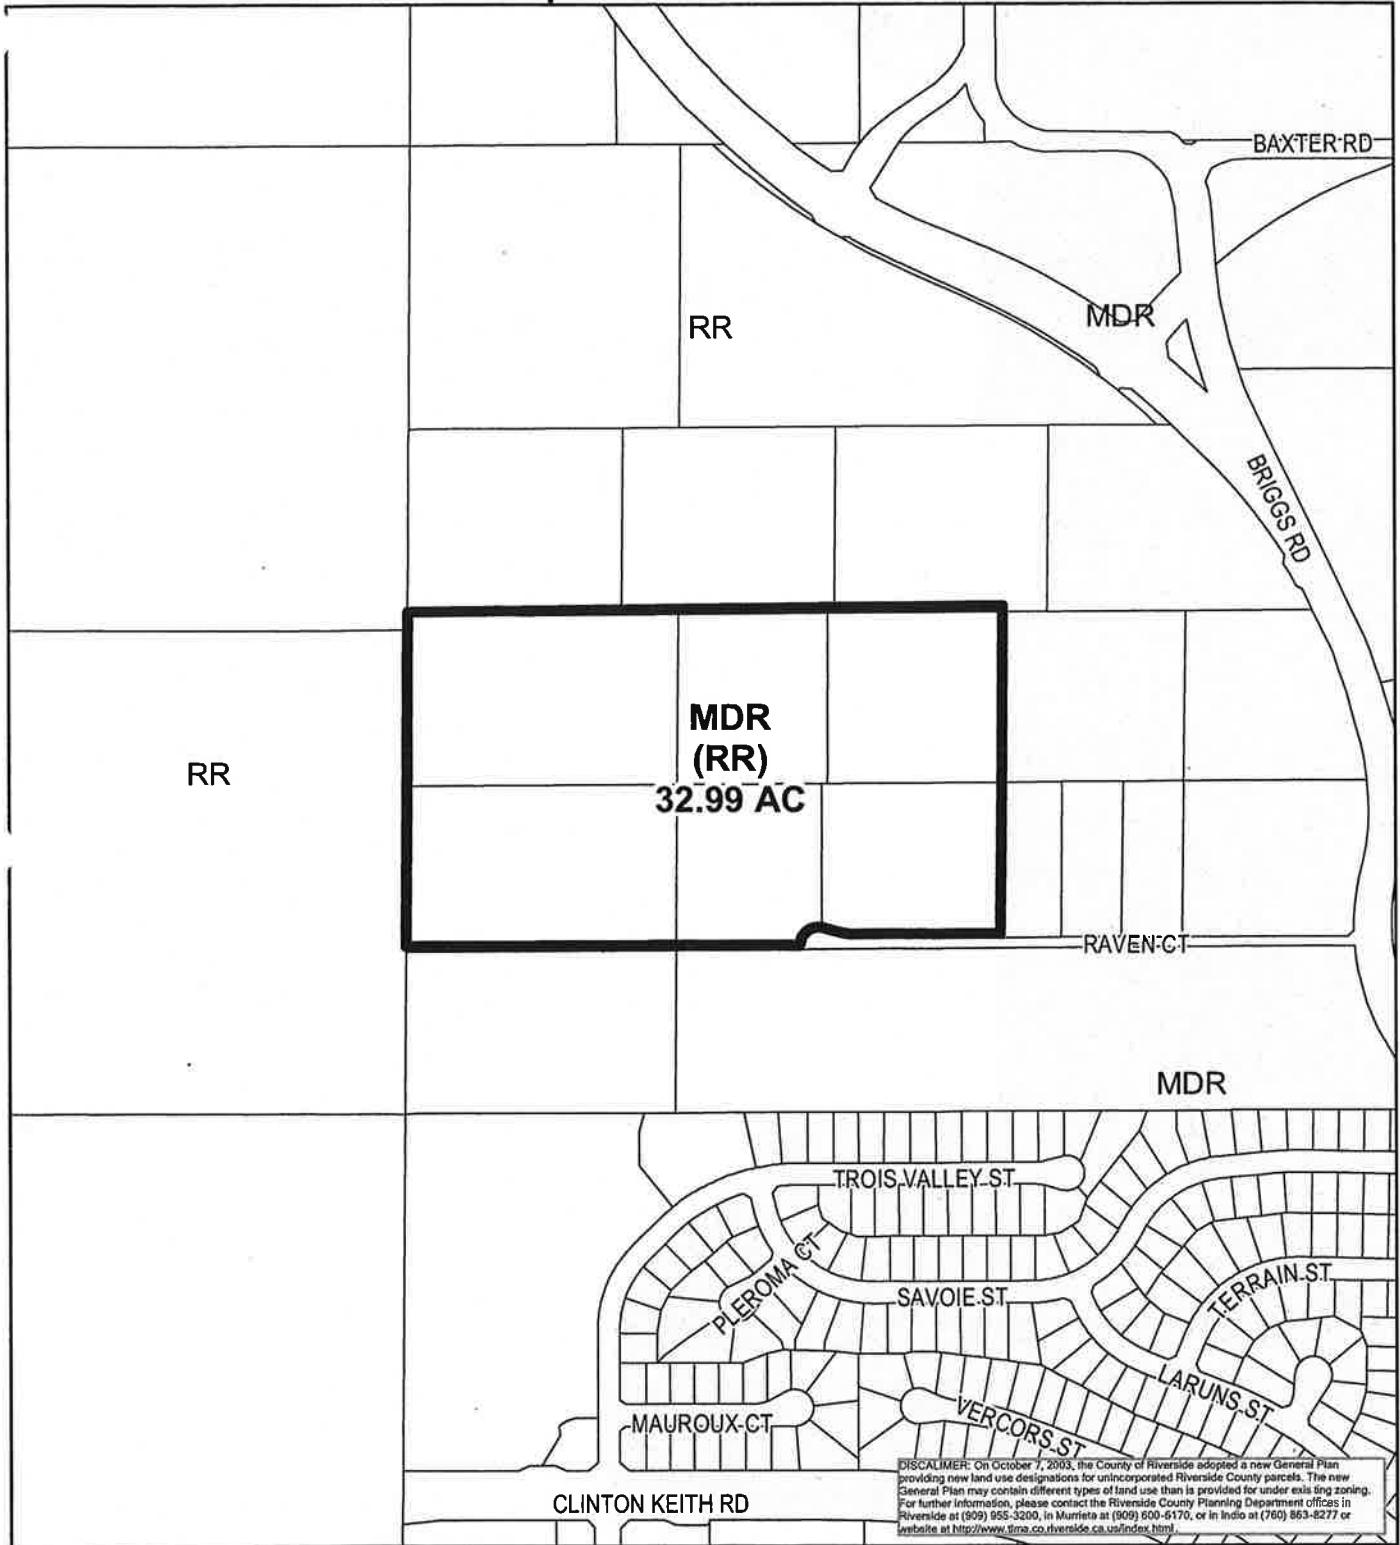 BAXTER RD
MDR
RR
BRIGGS RD
MDR
(RR)
32.99 AC
RR
RAVEN CT
MDR
TROIS VALLEY ST
PLEROMA CT
SAVOIE ST
TERRAIN ST
LARUNS ST
MAUROUX CT
VERCORS ST
CLINTON KEITH RD
DISCALIMER: On October 7, 2003, the County of Riverside adopted a new General Plan
providing new land use designations for unincorporated Riverside County parcels. The new
General Plan may contain different types of land use than is provided for under existing zoning.
For further information, please contact the Riverside County Planning Department offices in
Riverside at (909) 955-3200, in Murrieta at (909) 600-6170, or in Indio at (760) 863-8277 or
website at http://www.tlma.co.riverside.ca.us/index.html.